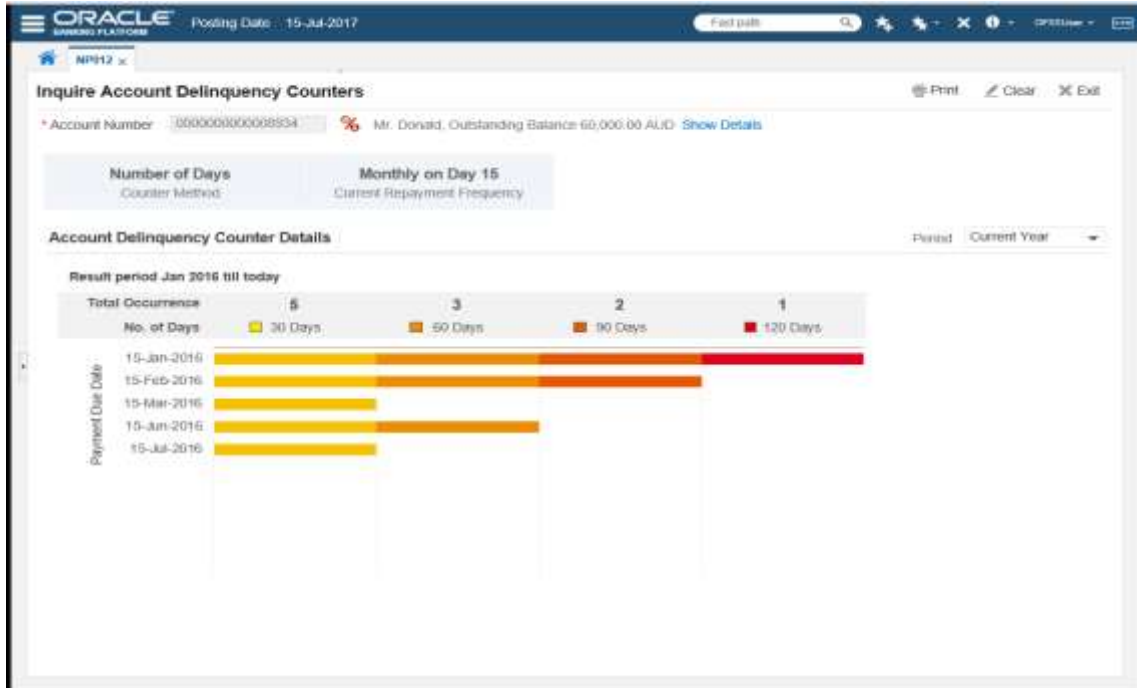 ORACLE
BANKING PLATFORM
Posting Date 15-Jul-2017
Fast path
NP012 ×
Inquire Account Delinquency Counters
Print
Clear
Exit
* Account Number
Mr. Donald, Outstanding Balance 60,000.00 AUD Show Details
Number of Days
Counter Method
Monthly on Day 15
Current Repayment Frequency
Account Delinquency Counter Details
Period Current Year
Result period Jan 2016 till today
Total Occurrence 5 3 2 1
No. of Days 30 Days 60 Days 90 Days 120 Days
Payment Due Date
15-Jan-2016
15-Feb-2016
15-Mar-2016
15-Jun-2016
15-Jul-2016